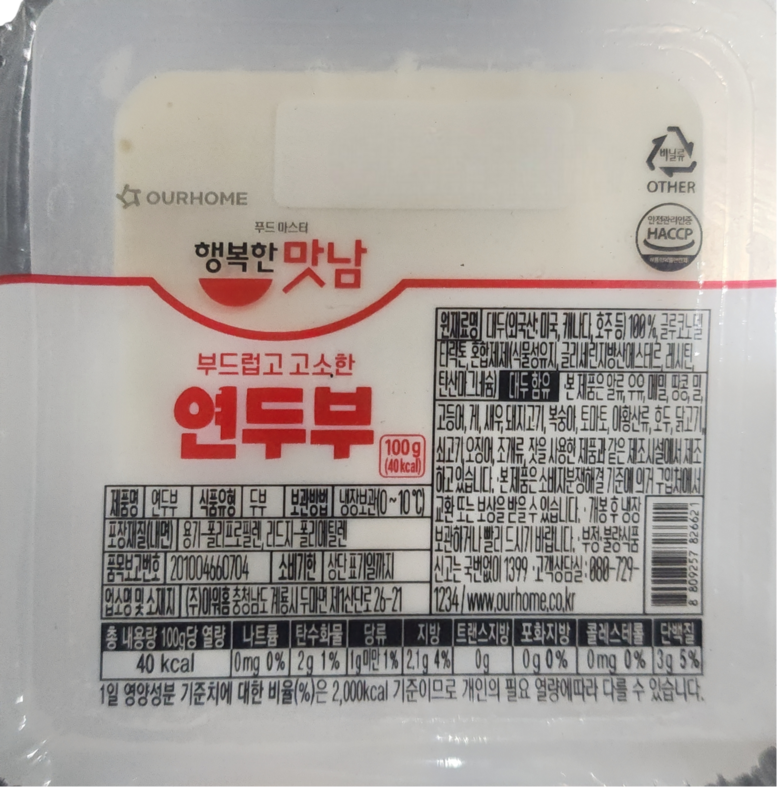 비닐류
OTHER
OURHOME
안전관리인증
HACCP
푸드 마스터
행복한맛남
부드럽고 고소한
연두부
100g
(40 kcal)
원재료명 대두(외국산:미국, 캐나다, 호주 등) 100%, 글루코노델
타락톤, 혼합제제(식물성유지, 글리세린지방산에스테르, 레시틴,
탄산마그네슘) 대두 함유 본 제품은 알류, 우유, 메밀, 땅콩, 밀,
고등어, 게, 새우, 돼지고기, 복숭아, 토마토, 아황산류, 호두, 닭고기,
쇠고기, 오징어, 조개류, 잣을 사용한 제품과 같은 제조시설에서 제조
하고 있습니다. · 본 제품은 소비자분쟁해결 기준에 의거 구입처에서
교환 또는 보상을 받을 수 있습니다. · 개봉 후 냉장
보관하거나 빨리 드시기 바랍니다. · 부정·불량식품
신고는 국번없이 1399 · 고객상담실 : 080-729-
1234 / www.ourhome.co.kr
8 809257 826621
제품명 연두부 식품유형 두부 보관방법 냉장보관(0~10℃)
포장재질(내면) 용기-폴리프로필렌, 리드지-폴리에틸렌
품목보고번호 201004660704 소비기한 상단 표기일까지
업소명 및 소재지 (주)아워홈 충청남도 계룡시 두마면 제1산단로 26-21
총 내용량 100g당 열량 나트륨 탄수화물 당류 지방 트랜스지방 포화지방 콜레스테롤 단백질
40 kcal 0mg 0% 2g 1% 1g미만 1% 2.1g 4% 0g 0g 0% 0mg 0% 3g 5%
1일 영양성분 기준치에 대한 비율(%)은 2,000kcal 기준이므로 개인의 필요 열량에따라 다를 수 있습니다.